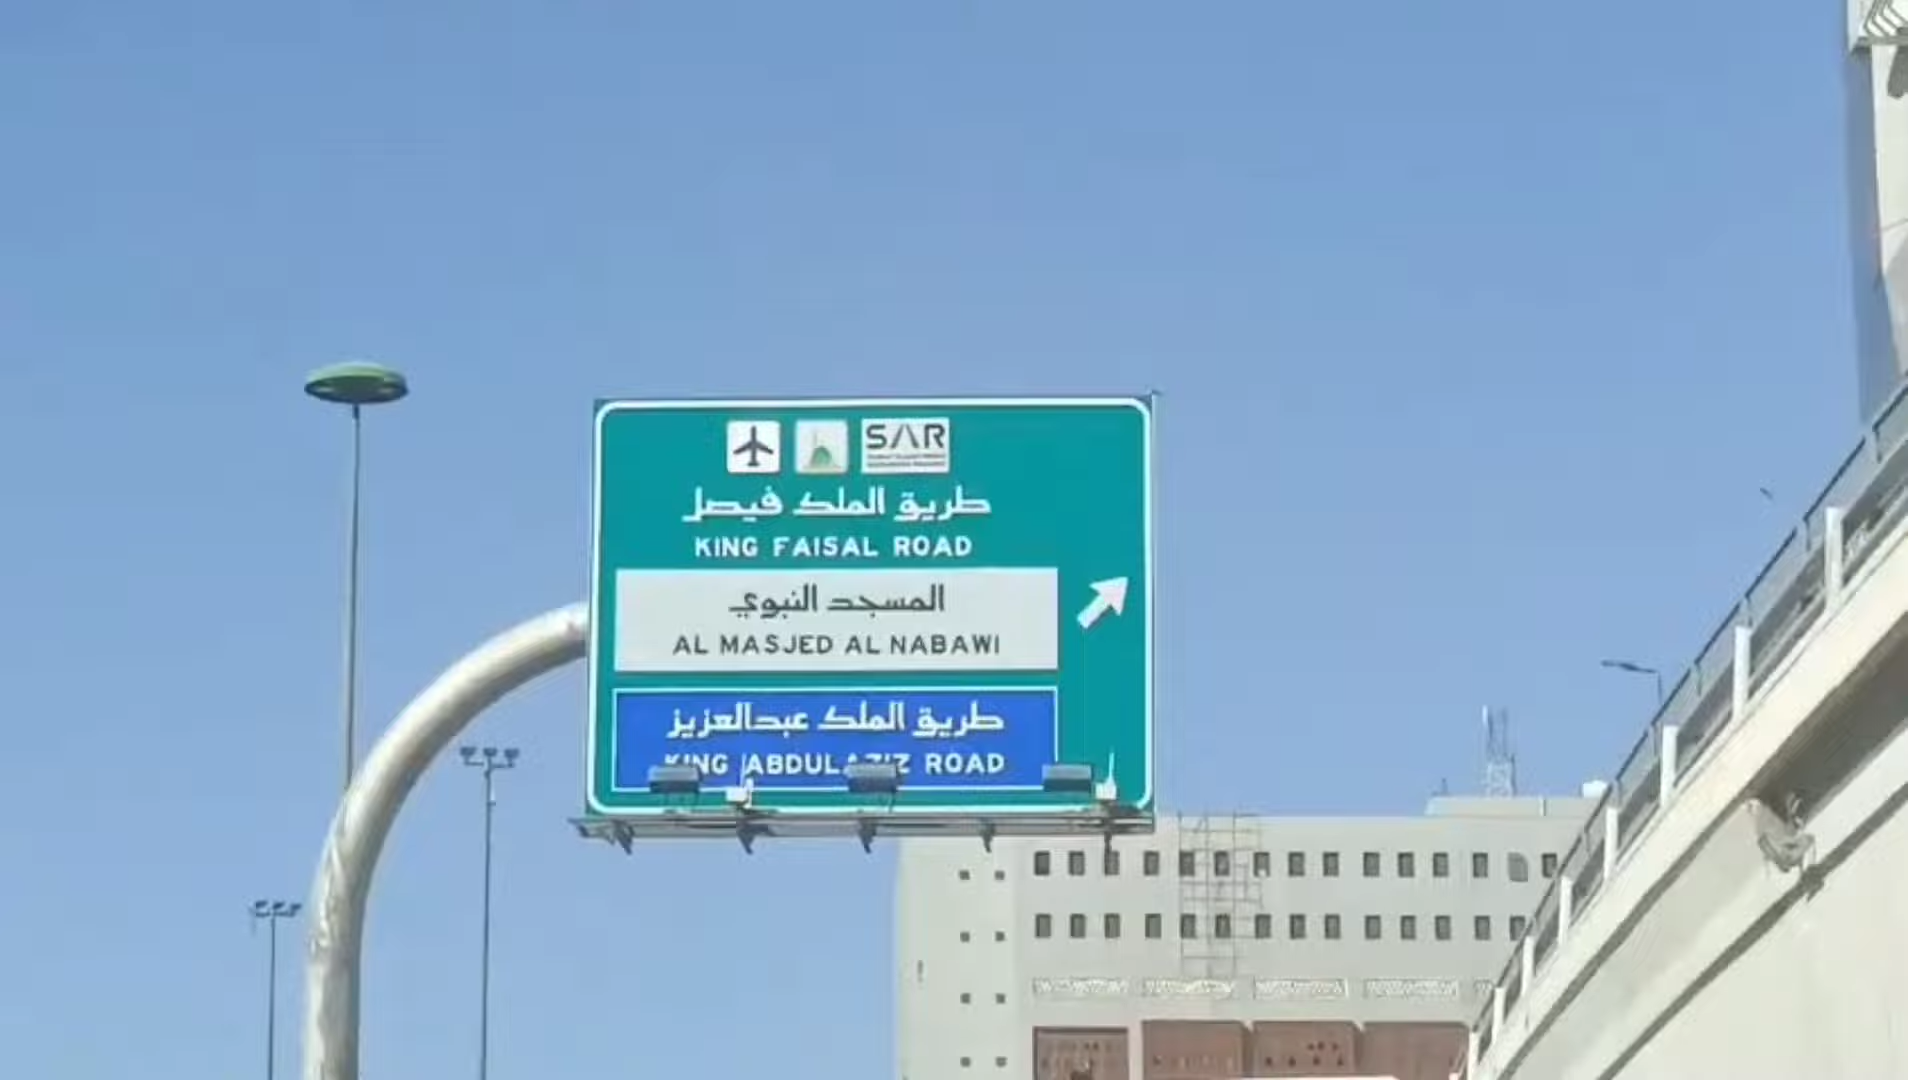 SAR
طريق الملك فيصل
KING FAISAL ROAD
المسجد النبوي
AL MASJED AL NABAWI
طريق الملك عبدالعزيز
KING ABDULAZIZ ROAD